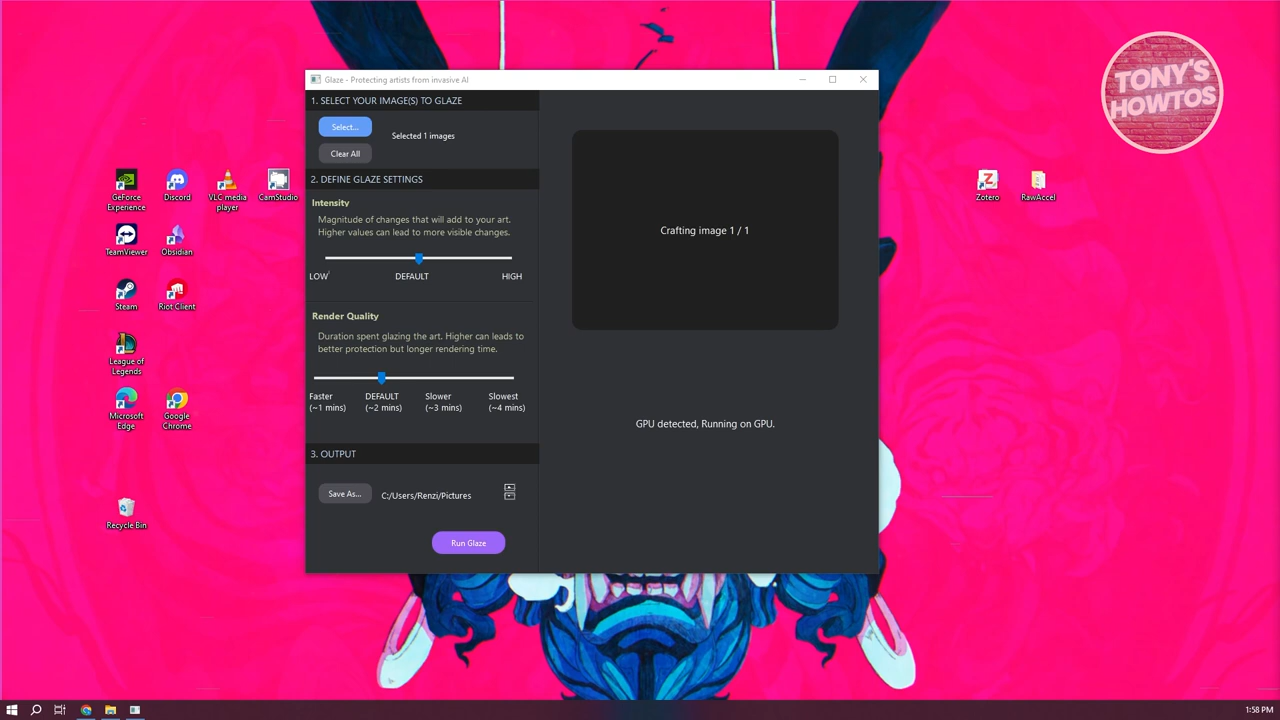 TONY'S
HOWTOS
Glaze - Protecting artists from invasive AI
1. SELECT YOUR IMAGE(S) TO GLAZE
Select...
Selected 1 images
Clear All
2. DEFINE GLAZE SETTINGS
Intensity
Magnitude of changes that will add to your art.
Higher values can lead to more visible changes.
LOW
DEFAULT
HIGH
Render Quality
Duration spent glazing the art. Higher can leads to
better protection but longer rendering time.
Faster
(~1 mins)
DEFAULT
(~2 mins)
Slower
(~3 mins)
Slowest
(~4 mins)
3. OUTPUT
Save As...
C:/Users/Renzi/Pictures
Run Glaze
Crafting image 1 / 1
GPU detected, Running on GPU.
GeForce
Experience
Discord
VLC media
player
CamStudio
TeamViewer
Obsidian
Steam
Riot Client
League of
Legends
Microsoft
Edge
Google
Chrome
Recycle Bin
Zotero
RawAccel
1:58 PM